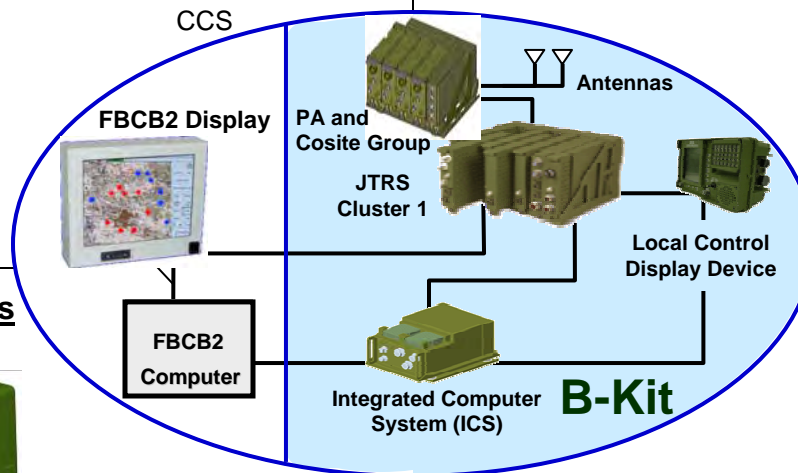 CCS
FBCB2 Display
PA and
Cosite Group
Antennas
JTRS
Cluster 1
Local Control
Display Device
s
FBCB2
Computer
Integrated Computer
System (ICS)
B-Kit